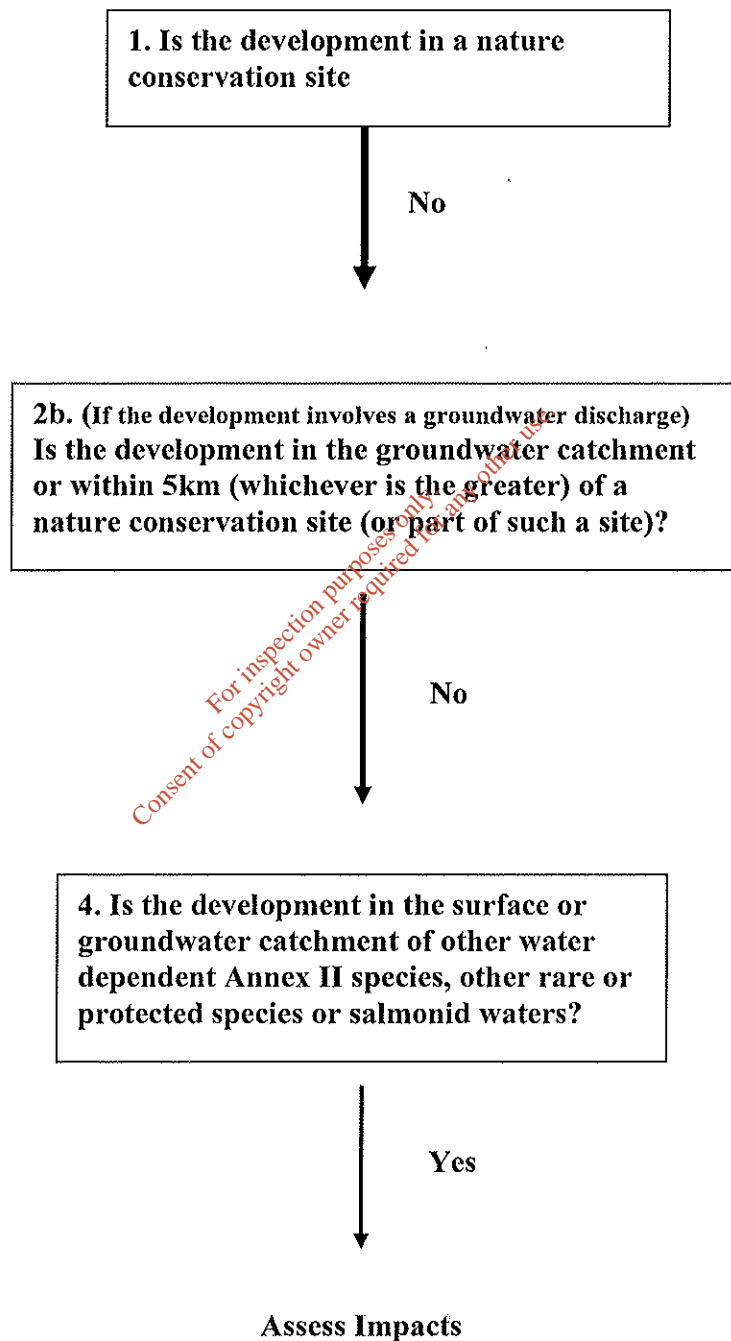 1. Is the development in a nature
conservation site
No
2b. (If the development involves a groundwater discharge)
Is the development in the groundwater catchment
or within 5km (whichever is the greater) of a
nature conservation site (or part of such a site)?
For inspection purposes only.
Consent of copyright owner required for any other use.
No
4. Is the development in the surface or
groundwater catchment of other water
dependent Annex II species, other rare or
protected species or salmonid waters?
Yes
Assess Impacts